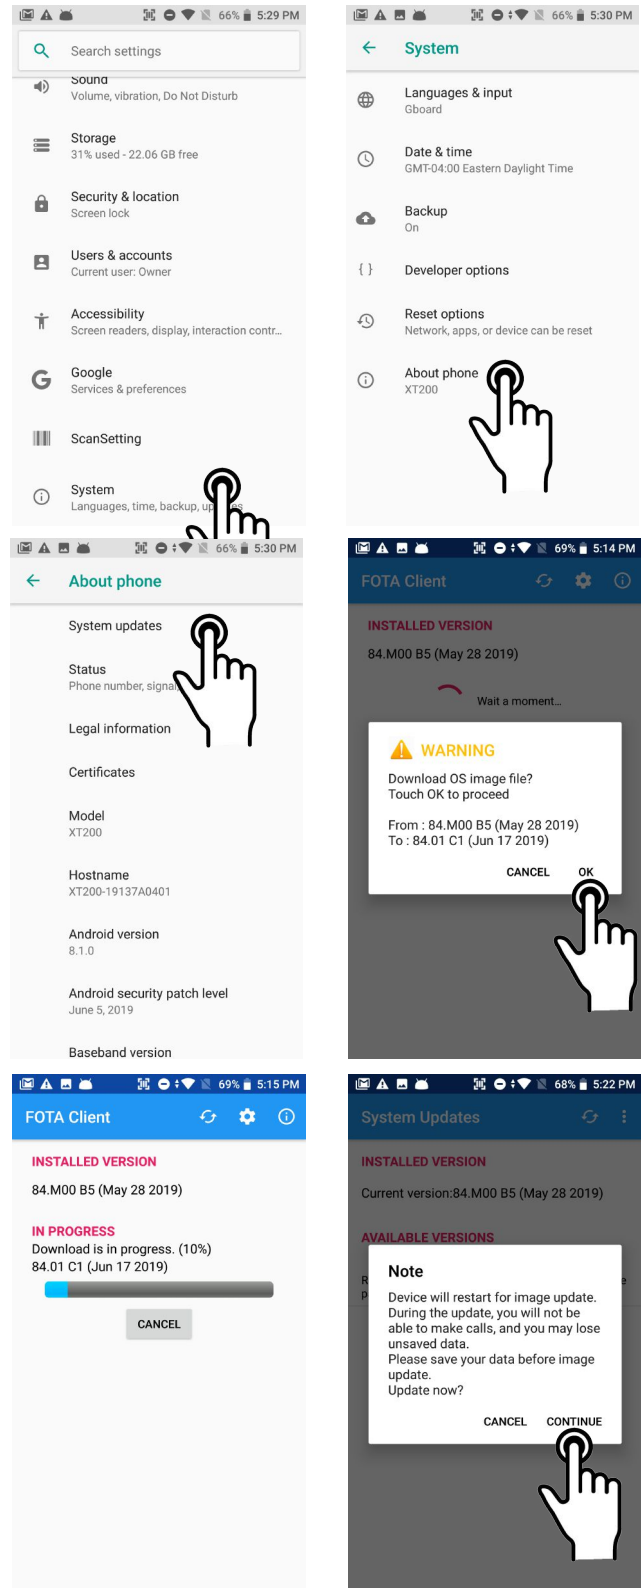 66% 5:29 PM
Search settings
Sound
Volume, vibration, Do Not Disturb
Storage
31% used - 22.06 GB free
Security & location
Screen lock
Users & accounts
Current user: Owner
Accessibility
Screen readers, display, interaction contr...
Google
Services & preferences
ScanSetting
System
Languages, time, backup,
66% 5:30 PM
System
Languages & input
Gboard
Date & time
GMT-04:00 Eastern Daylight Time
Backup
On
{ } Developer options
Reset options
Network, apps, or device can be reset
About phone
XT200
66% 5:30 PM
About phone
System updates
Status
Phone number,
Legal information
Certificates
Model
XT200
Hostname
XT200-19137A0401
Android version
8.1.0
Android security patch level
June 5, 2019
Baseband version
69% 5:14 PM
FOTA Client
INSTALLED VERSION
84.M00 B5 (May 28 2019)
Wait a moment...
WARNING
Download OS image file?
Touch OK to proceed
From : 84.M00 B5 (May 28 2019)
To : 84.01 C1 (Jun 17 2019)
CANCEL OK
69% 5:15 PM
FOTA Client
INSTALLED VERSION
84.M00 B5 (May 28 2019)
IN PROGRESS
Download is in progress. (10%)
84.01 C1 (Jun 17 2019)
CANCEL
68% 5:22 PM
System Updates
INSTALLED VERSION
Current version:84.M00 B5 (May 28 2019)
AVAILABLE VERSIONS
Note
Device will restart for image update.
During the update, you will not be
able to make calls, and you may lose
unsaved data.
Please save your data before image
update.
Update now?
CANCEL CONTINUE